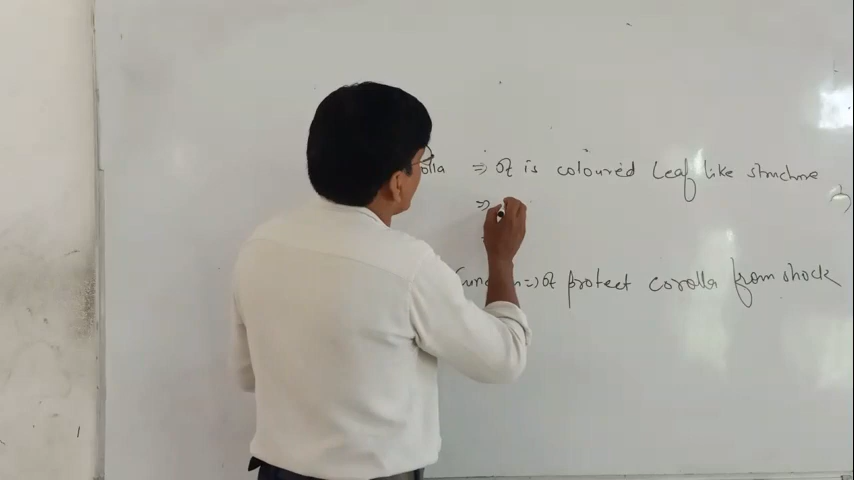 olla ⇒ It is coloured leaf like structure
⇒
function ⇒ It protect corolla from shock